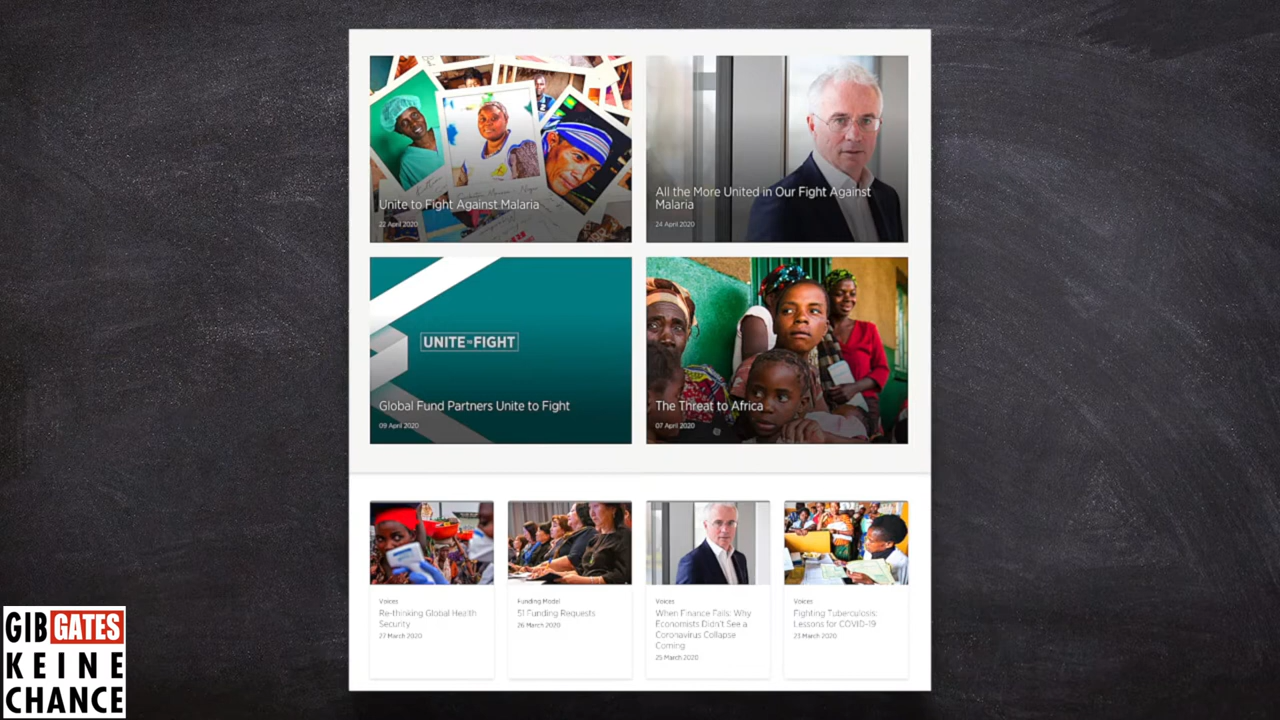 Unite to Fight Against Malaria
22 April 2020
All the More United in Our Fight Against
Malaria
24 April 2020
UNITE TO FIGHT
Global Fund Partners Unite to Fight
09 April 2020
The Threat to Africa
07 April 2020
Voices
Re-thinking Global Health
Security
27 March 2020
Funding Model
51 Funding Requests
26 March 2020
Voices
When Finance Fails: Why
Economists Didn't See a
Coronavirus Collapse
Coming
25 March 2020
Voices
Fighting Tuberculosis:
Lessons for COVID-19
23 March 2020
GIB GATES
KEINE
CHANCE